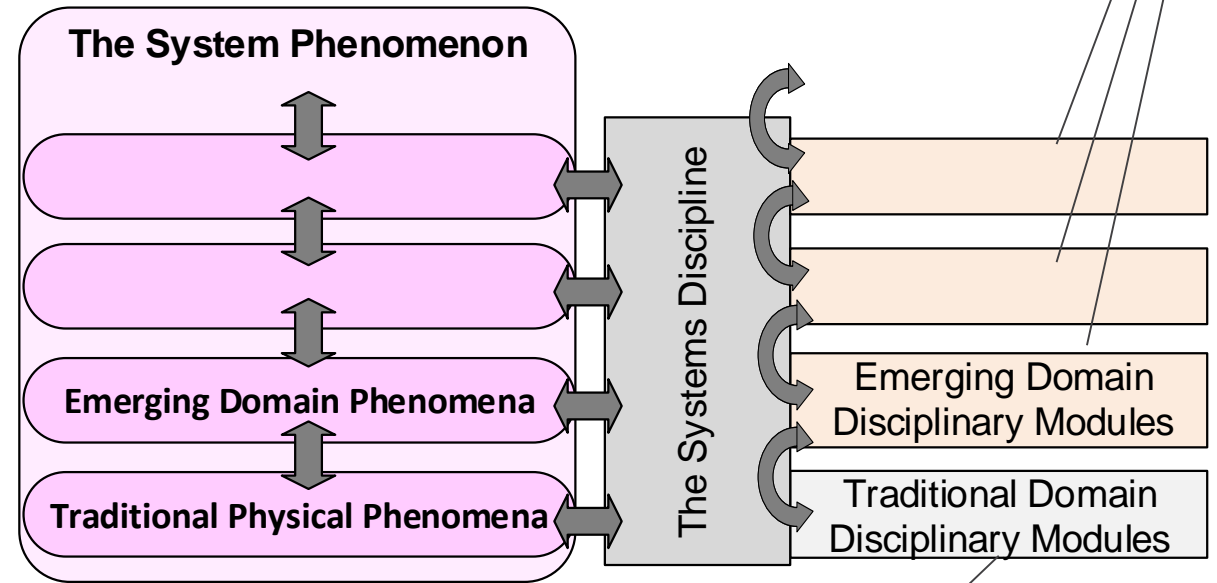 The System Phenomenon
The Systems Discipline
Emerging Domain Phenomena
Emerging Domain
Disciplinary Modules
Traditional Physical Phenomena
Traditional Domain
Disciplinary Modules